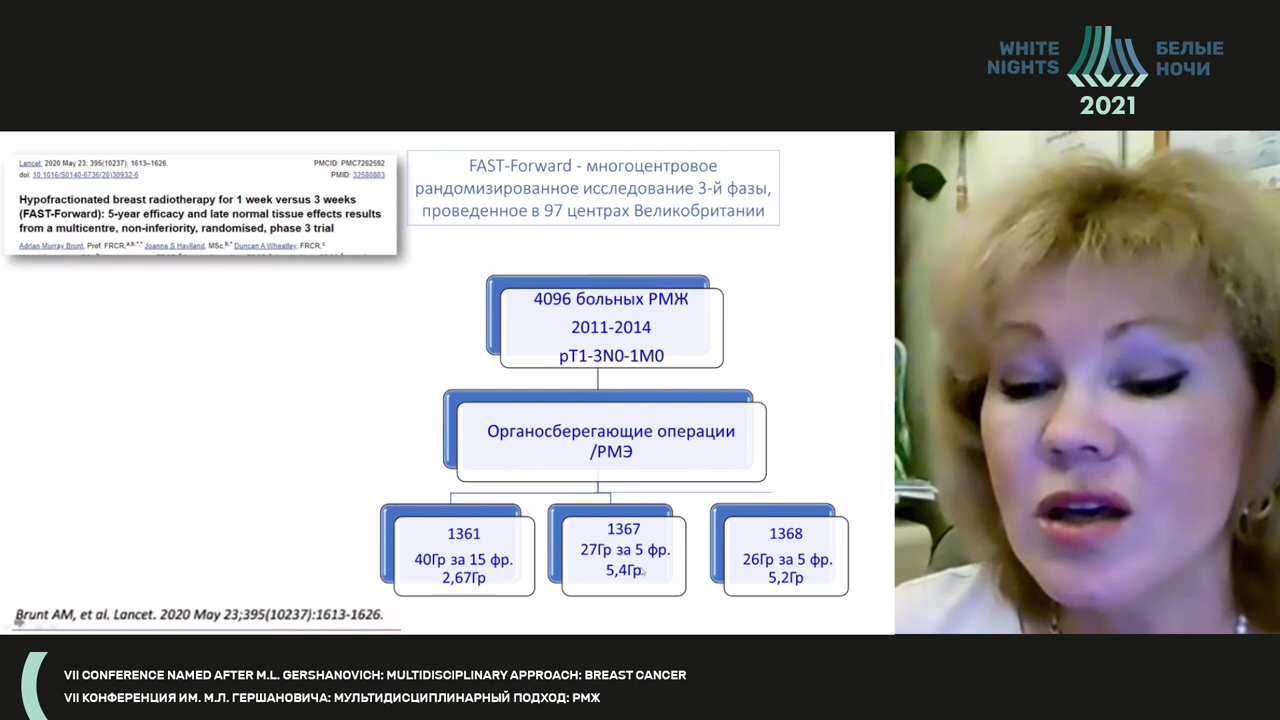 WHITE
NIGHTS
БЕЛЫЕ
НОЧИ
2021
Lancet. 2020 May 23; 395(10237): 1613–1626.
doi: 10.1016/S0140-6736(20)30932-6
PMCID: PMC7262592
PMID: 32580883
Hypofractionated breast radiotherapy for 1 week versus 3 weeks
(FAST-Forward): 5-year efficacy and late normal tissue effects results
from a multicentre, non-inferiority, randomised, phase 3 trial
Adrian Murray Brunt, Prof, FRCR,a,b,*,* Joanne S Haviland, MSc,b,* Duncan A Wheatley, FRCR,c
FAST-Forward - многоцентровое
рандомизированное исследование 3-й фазы,
проведенное в 97 центрах Великобритании
4096 больных РМЖ
2011-2014
pT1-3N0-1M0
Органосберегающие операции
/РМЭ
1361
40Гр за 15 фр.
2,67Гр
1367
27Гр за 5 фр.
5,4Гр
1368
26Гр за 5 фр.
5,2Гр
Brunt AM, et al. Lancet. 2020 May 23;395(10237):1613-1626.
VII CONFERENCE NAMED AFTER M.L. GERSHANOVICH: MULTIDISCIPLINARY APPROACH: BREAST CANCER
VII КОНФЕРЕНЦИЯ ИМ. М.Л. ГЕРШАНОВИЧА: МУЛЬТИДИСЦИПЛИНАРНЫЙ ПОДХОД: РМЖ